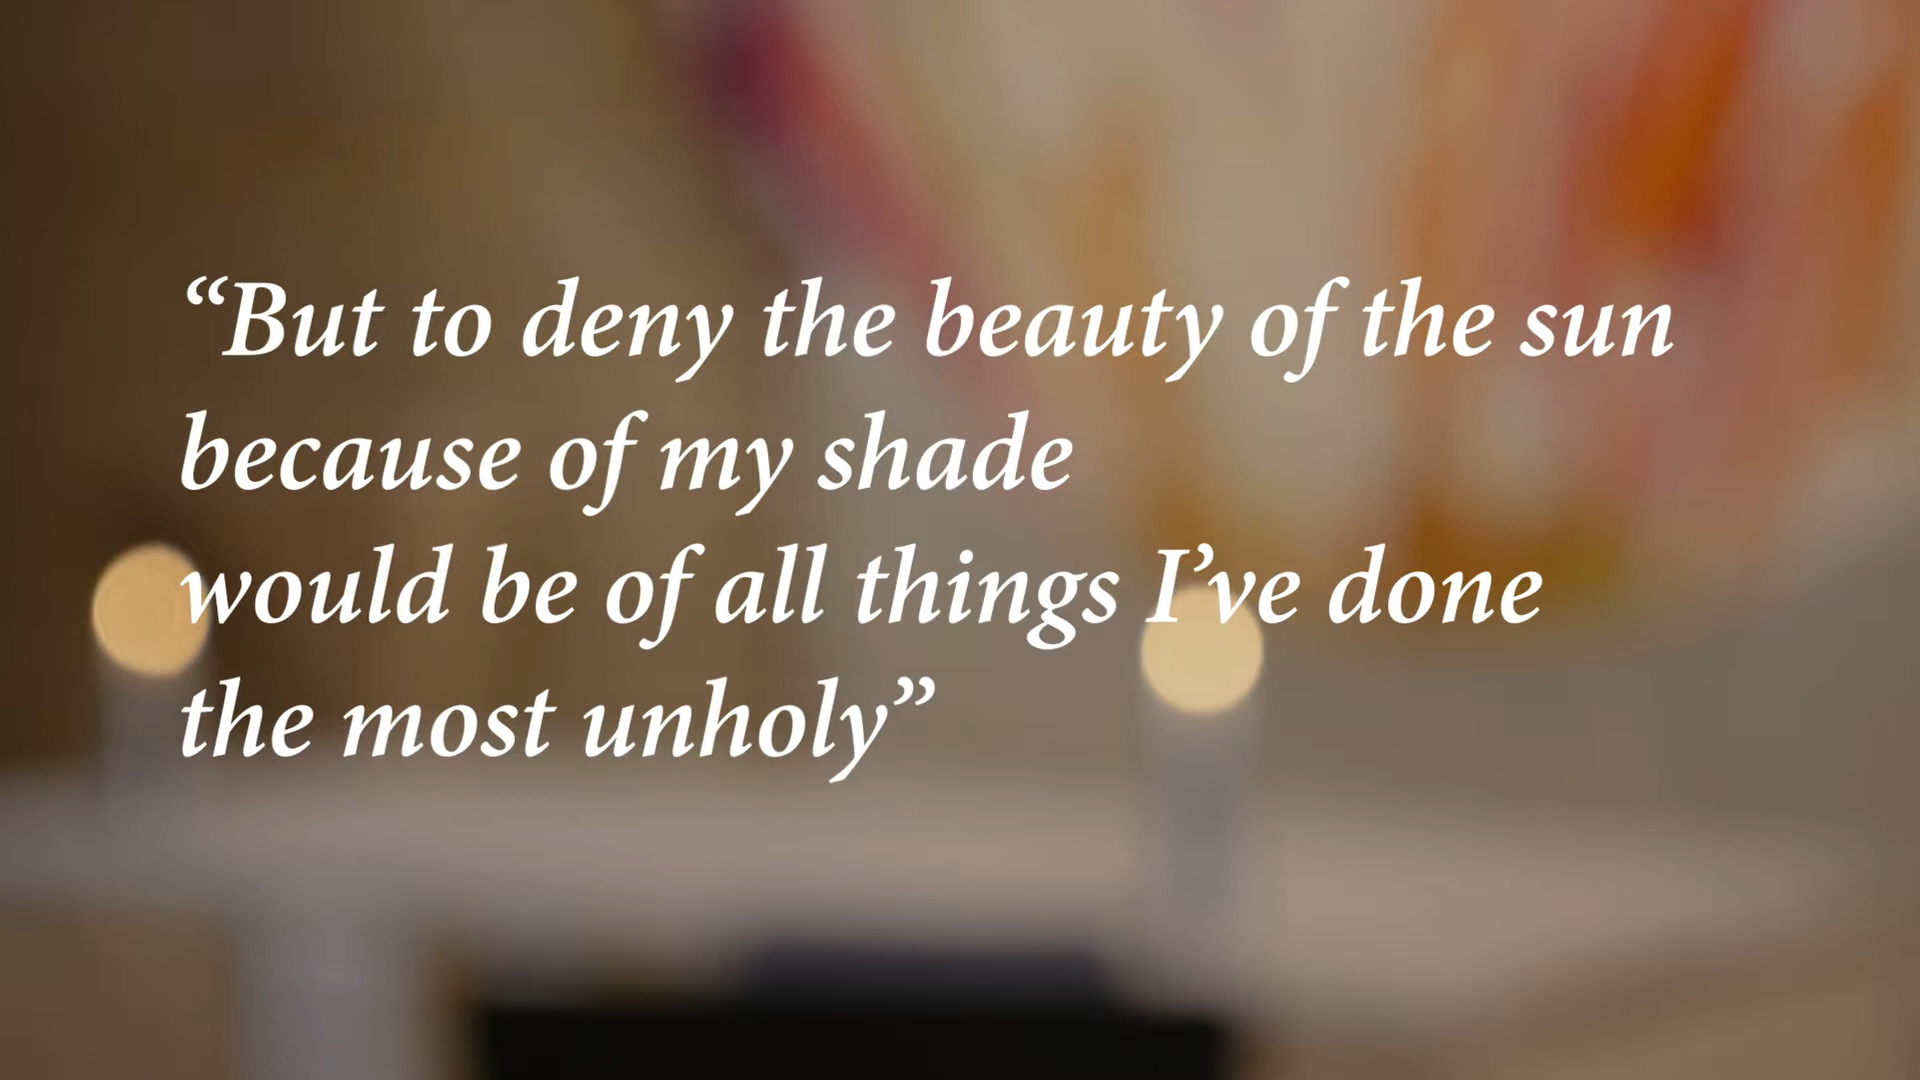 “But to deny the beauty of the sun
because of my shade
would be of all things I’ve done
the most unholy”